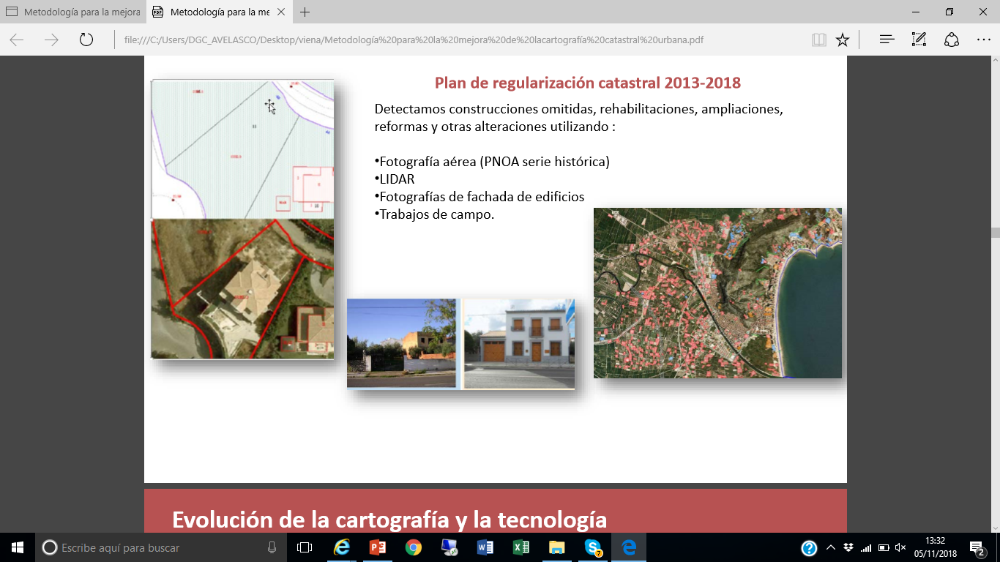 Metodología para la mejora
Metodología para la me
file:///C:/Users/DGC_AVELASCO/Desktop/viena/Metodología%20para%20la%20mejora%20de%20lacartografía%20catastral%20urbana.pdf
Plan de regularización catastral 2013-2018
Detectamos construcciones omitidas, rehabilitaciones, ampliaciones,
reformas y otras alteraciones utilizando :
•Fotografía aérea (PNOA serie histórica)
•LIDAR
•Fotografías de fachada de edificios
•Trabajos de campo.
Evolución de la cartografía y la tecnología
Escribe aquí para buscar
7
13:32
05/11/2018
2